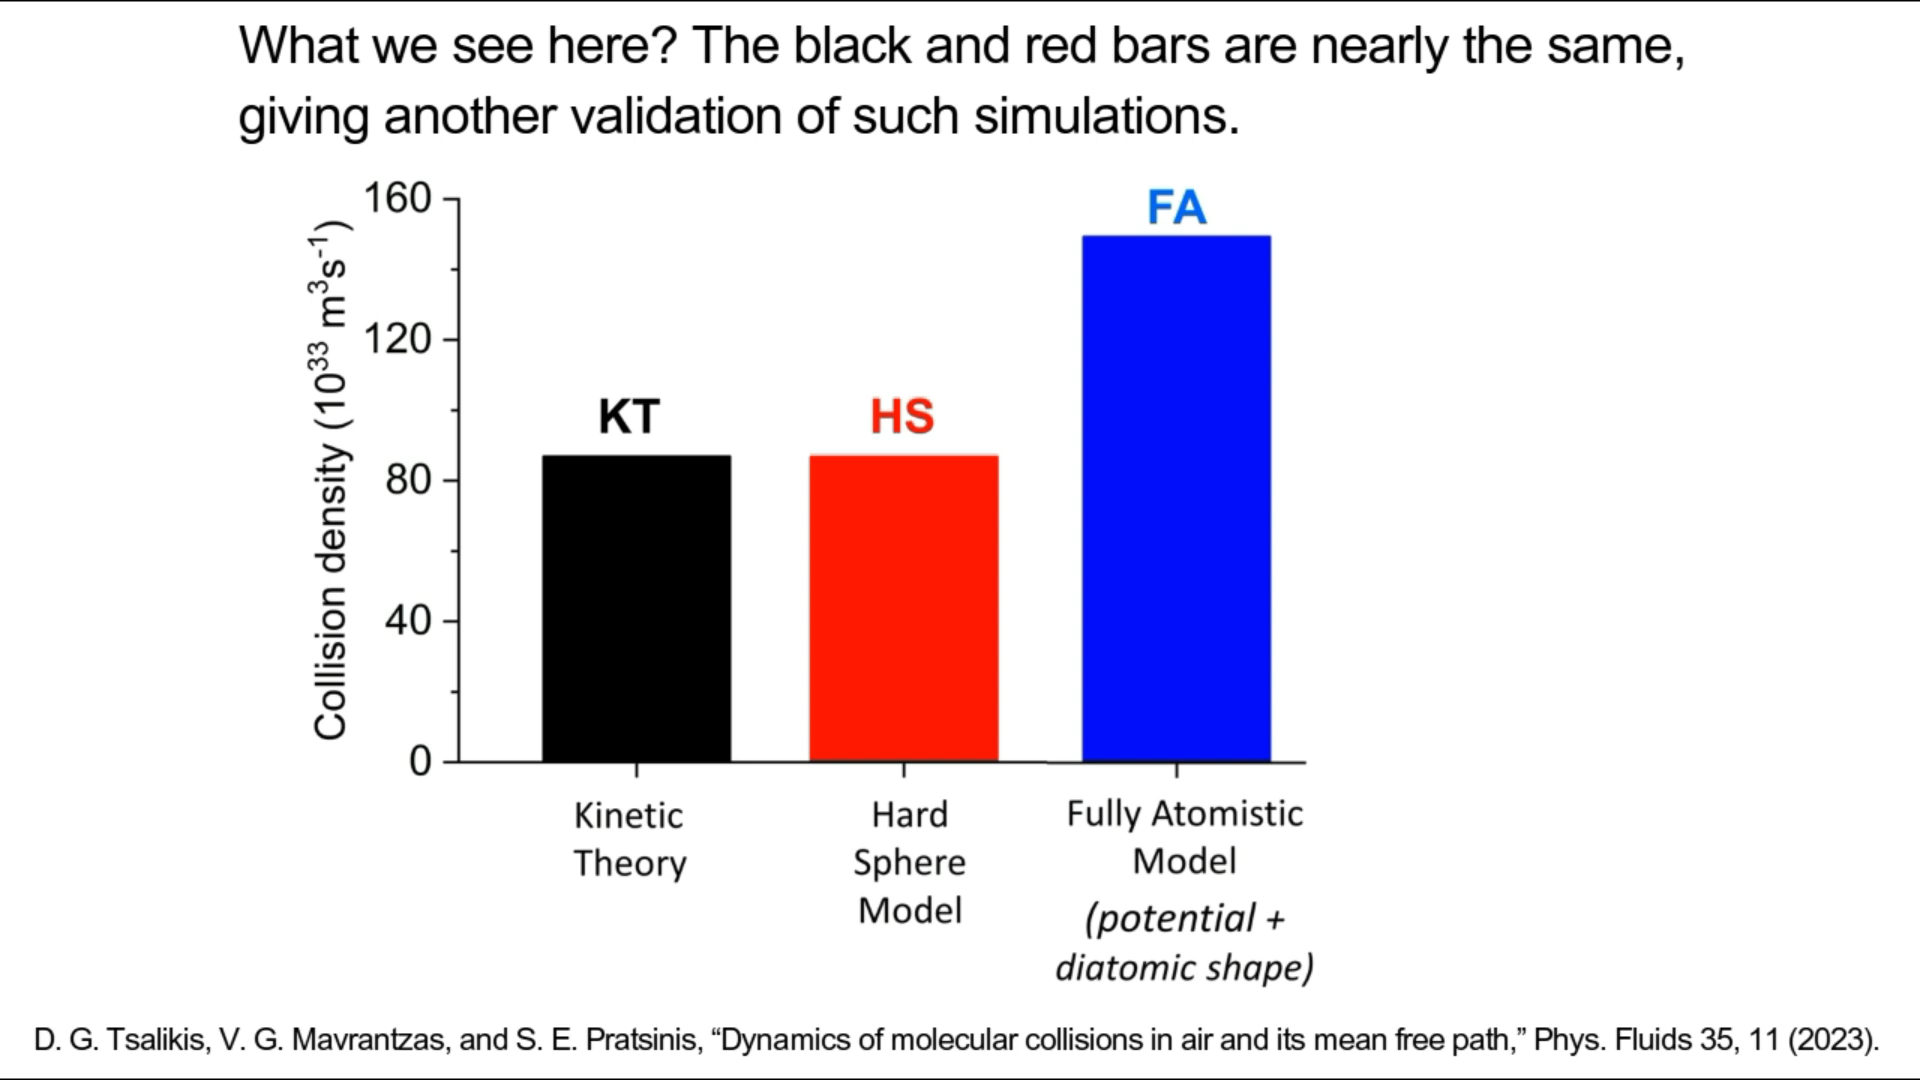 What we see here? The black and red bars are nearly the same,
giving another validation of such simulations.
Collision density (10³³ m³s⁻¹)
160
120
80
40
0
KT
HS
FA
Kinetic
Theory
Hard
Sphere
Model
Fully Atomistic
Model
(potential +
diatomic shape)
D. G. Tsalikis, V. G. Mavrantzas, and S. E. Pratsinis, “Dynamics of molecular collisions in air and its mean free path,” Phys. Fluids 35, 11 (2023).